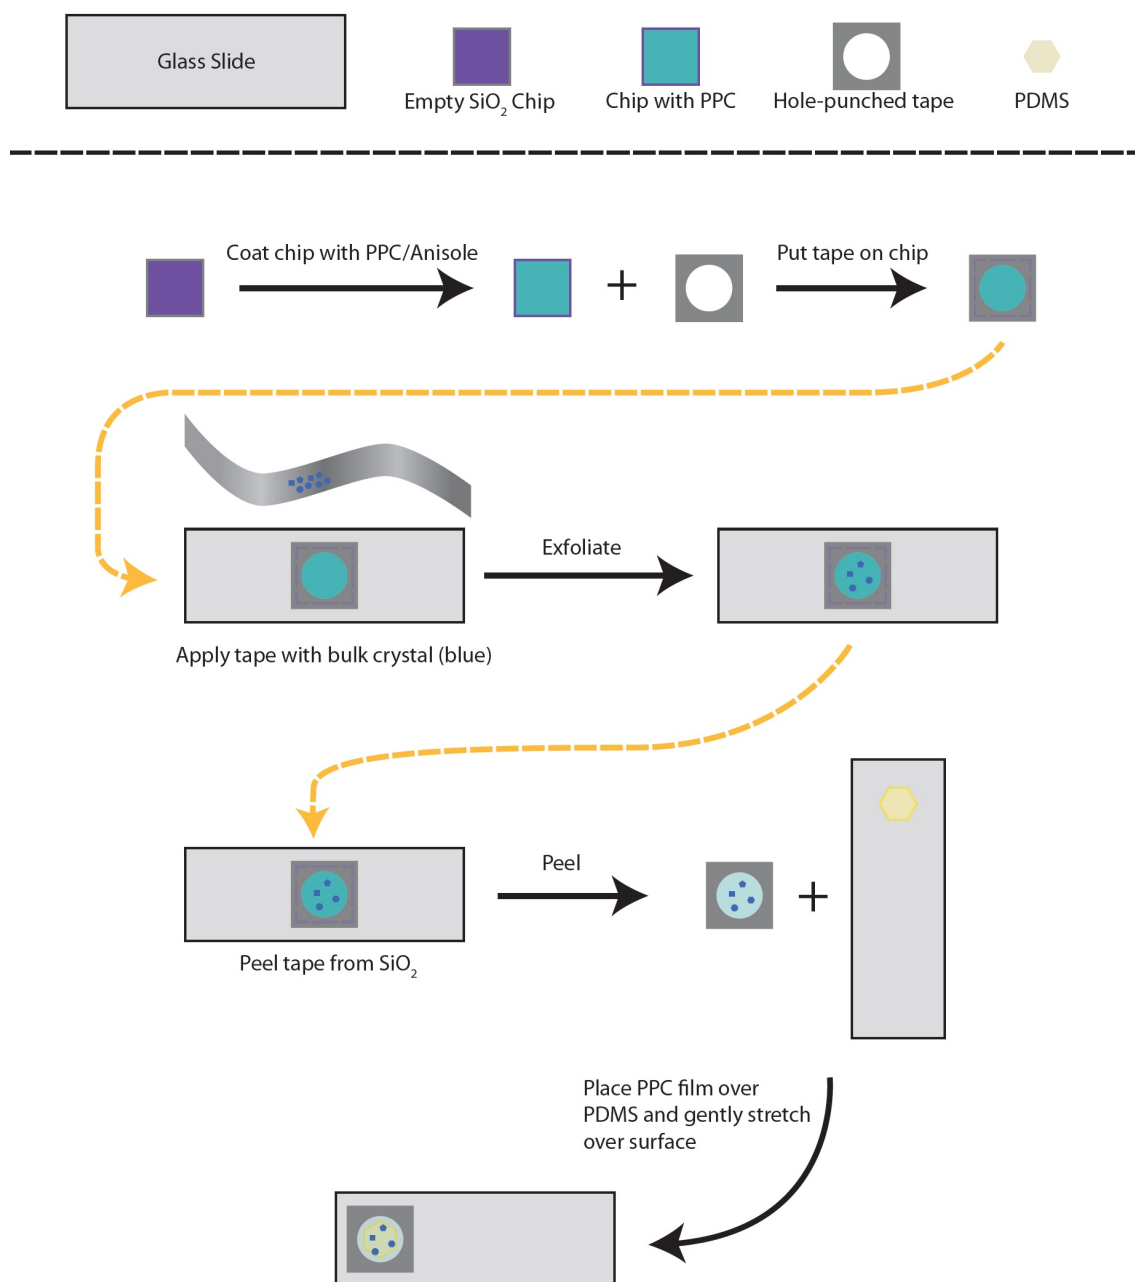 Glass Slide
Empty SiO₂ Chip
Chip with PPC
Hole-punched tape
PDMS
Coat chip with PPC/Anisole
+
Put tape on chip
Exfoliate
Apply tape with bulk crystal (blue)
Peel
+
Peel tape from SiO₂
Place PPC film over
PDMS and gently stretch
over surface